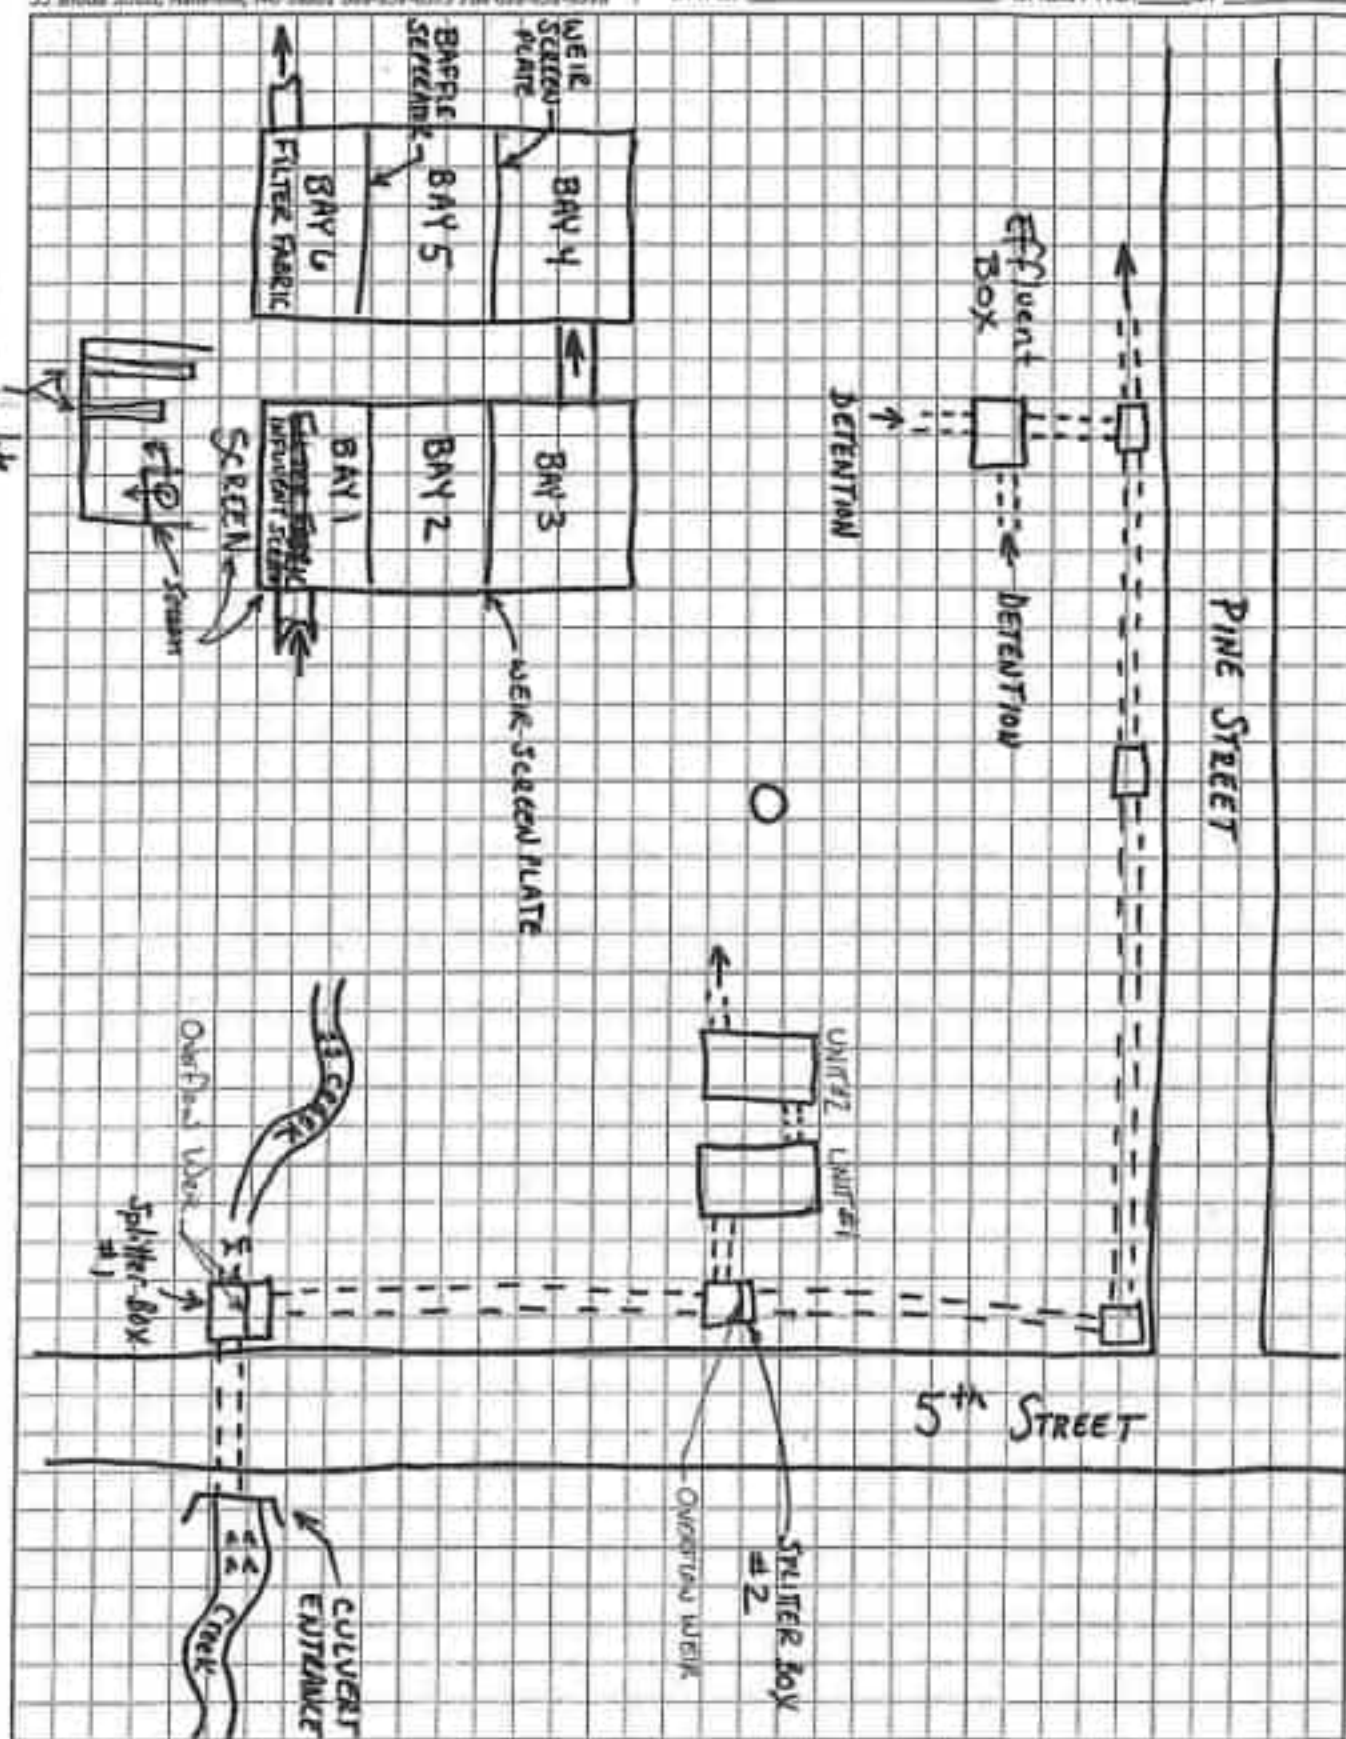 PINE STREET
5th STREET
Effluent
BOX
DETENTION
DETENTION
WEIR
SCREEN
PLATE
BAFFLE
BAY 4
BAY 5
BAY 6
FILTER FABRIC
BAY 3
BAY 2
BAY 1
INFLUENT SCREEN
SCREEN
WEIR SCREEN PLATE
UNIT #2
UNIT #1
SPLITTER BOX
#2
OVERFLOW WEIR
CREEK
Overflow Weir
Splitter Box
#1
CULVERT
ENTRANCE
Creek